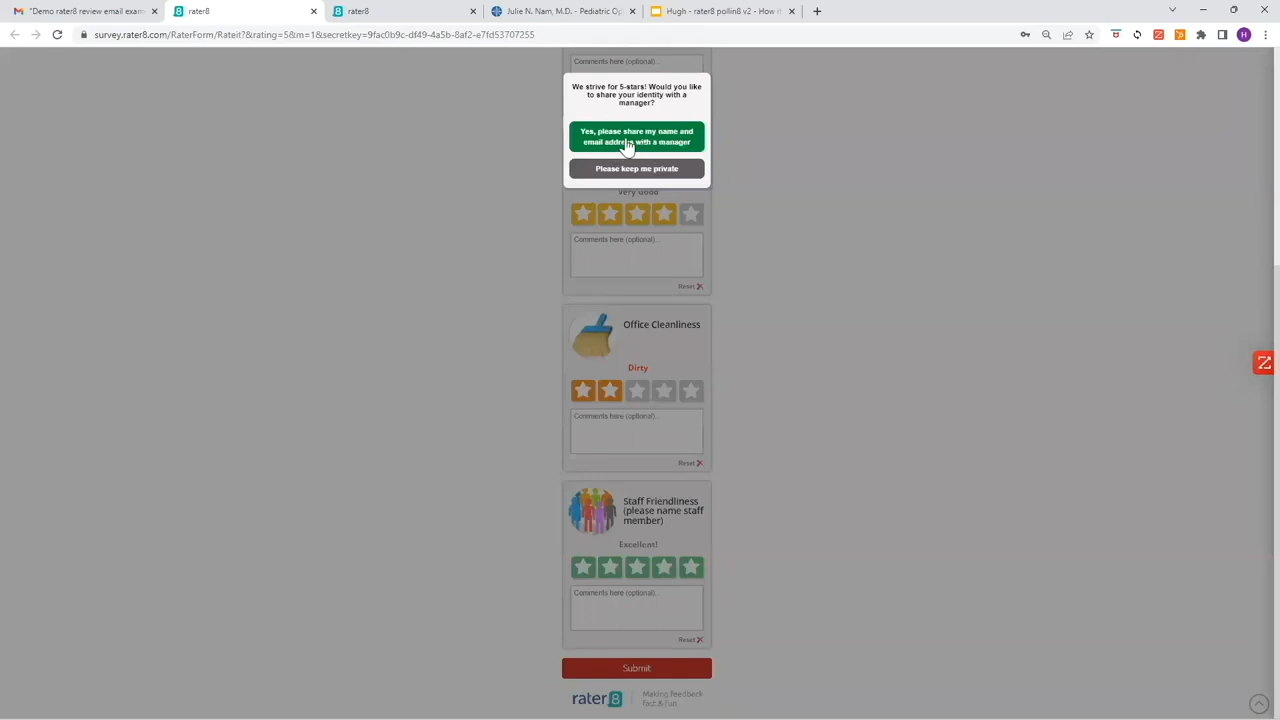 "Demo rater8 review email exam
rater8
rater8
Julie N. Nam, M.D. - Pediatric Op
Hugh - rater8 pollin8 v2 - How it
survey.rater8.com/RaterForm/Rateit?&rating=5&m=1&secretkey=9fac0b9c-df49-4a5b-8af2-e71d53707255
H
Comments here (optional)...
We strive for 5-stars! Would you like
to share your identity with a
manager?
Yes, please share my name and
email address with a manager
Please keep me private
Very Good
Comments here (optional)...
Reset
Office Cleanliness
Dirty
Comments here (optional)...
Reset
Staff Friendliness
(please name staff
member)
Excellent!
Comments here (optional)...
Reset
Submit
rater8
Making Feedback
Fast & Fun